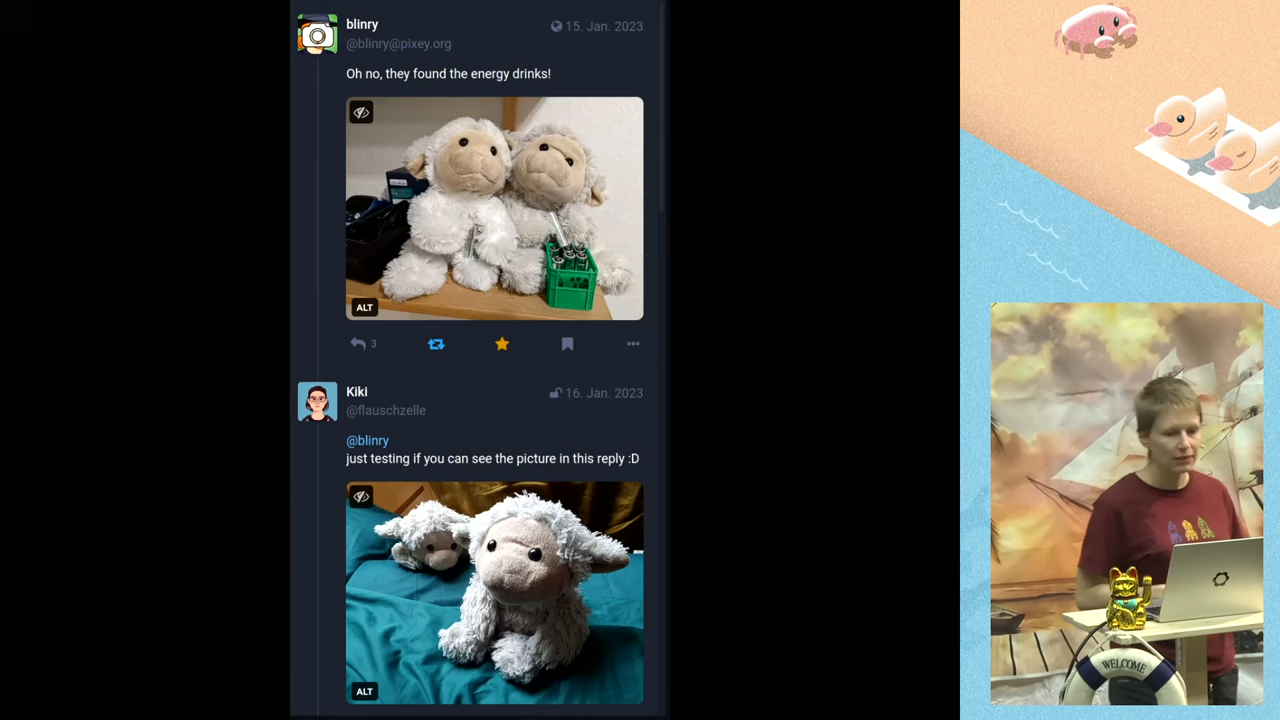 blinry
15. Jan. 2023
@blinry@pixey.org
Oh no, they found the energy drinks!
ALT
3
Kiki
16. Jan. 2023
@flauschzelle
@blinry
just testing if you can see the picture in this reply :D
ALT
WELCOME